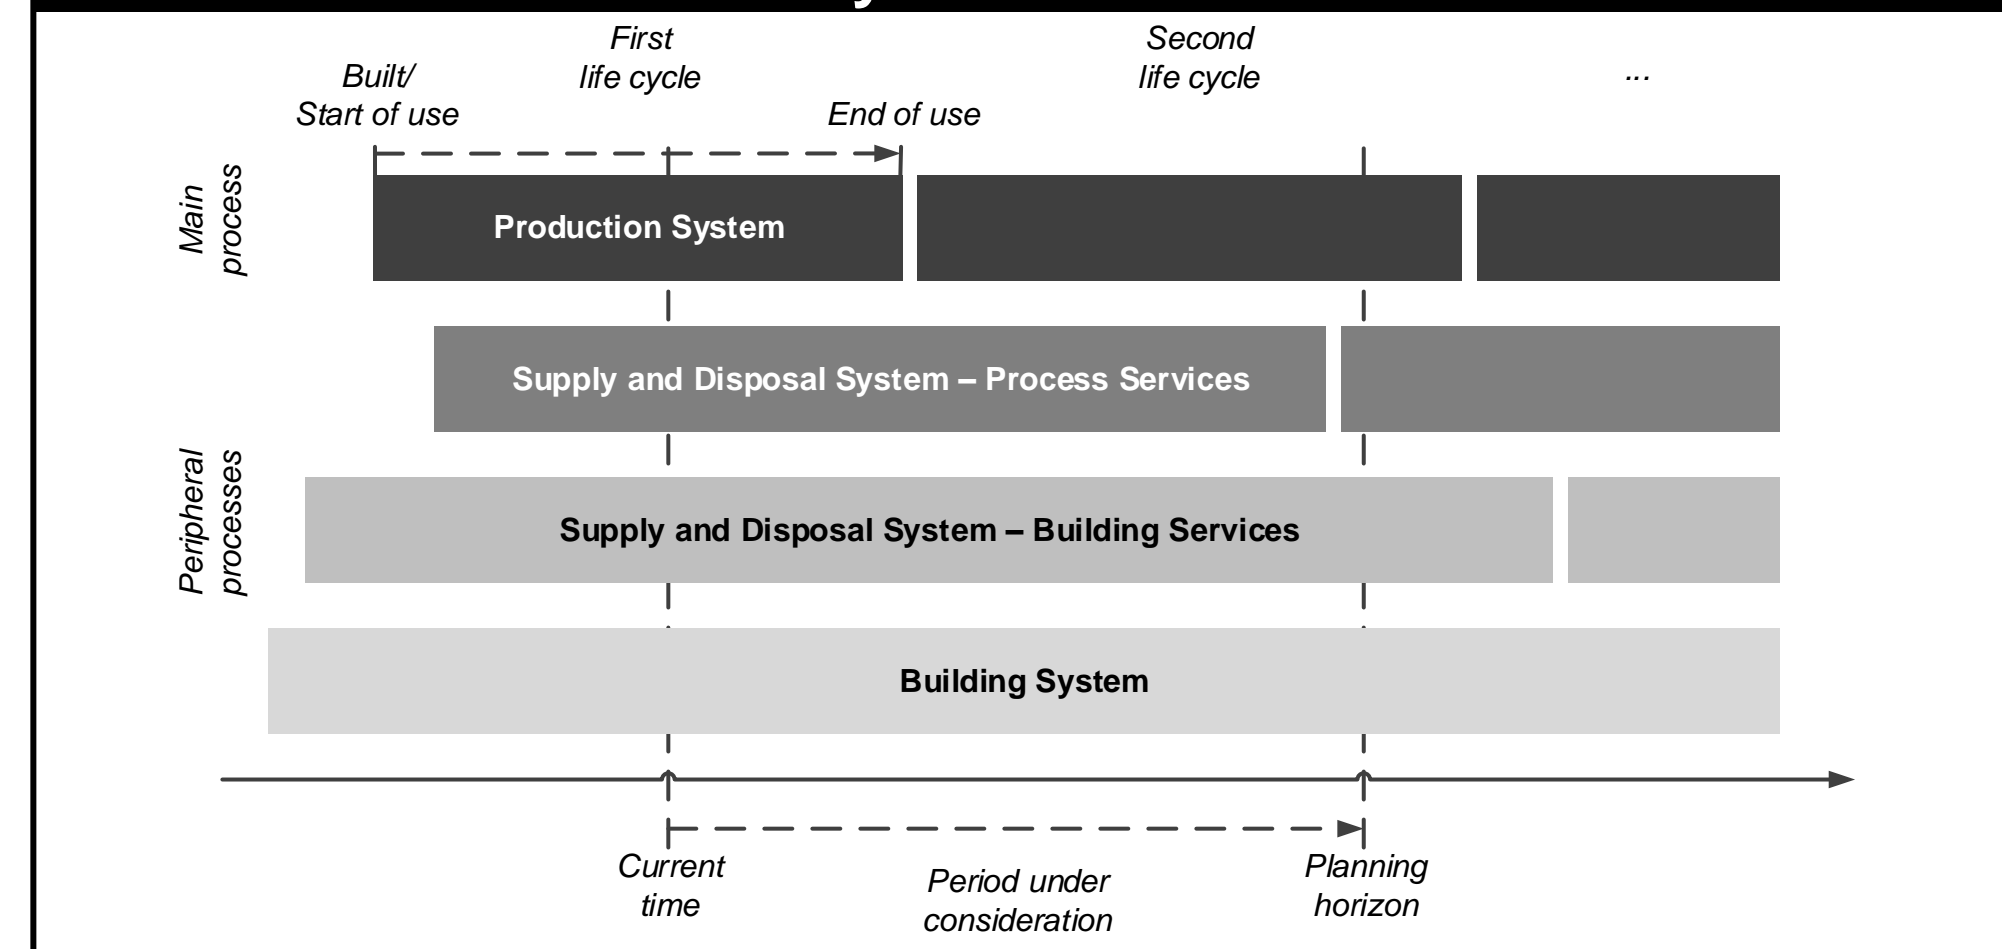 First
life cycle
Second
life cycle
...
Built/
Start of use
End of use
Main
process
Production System
Supply and Disposal System – Process Services
Peripheral
processes
Supply and Disposal System – Building Services
Building System
Current
time
Period under
consideration
Planning
horizon